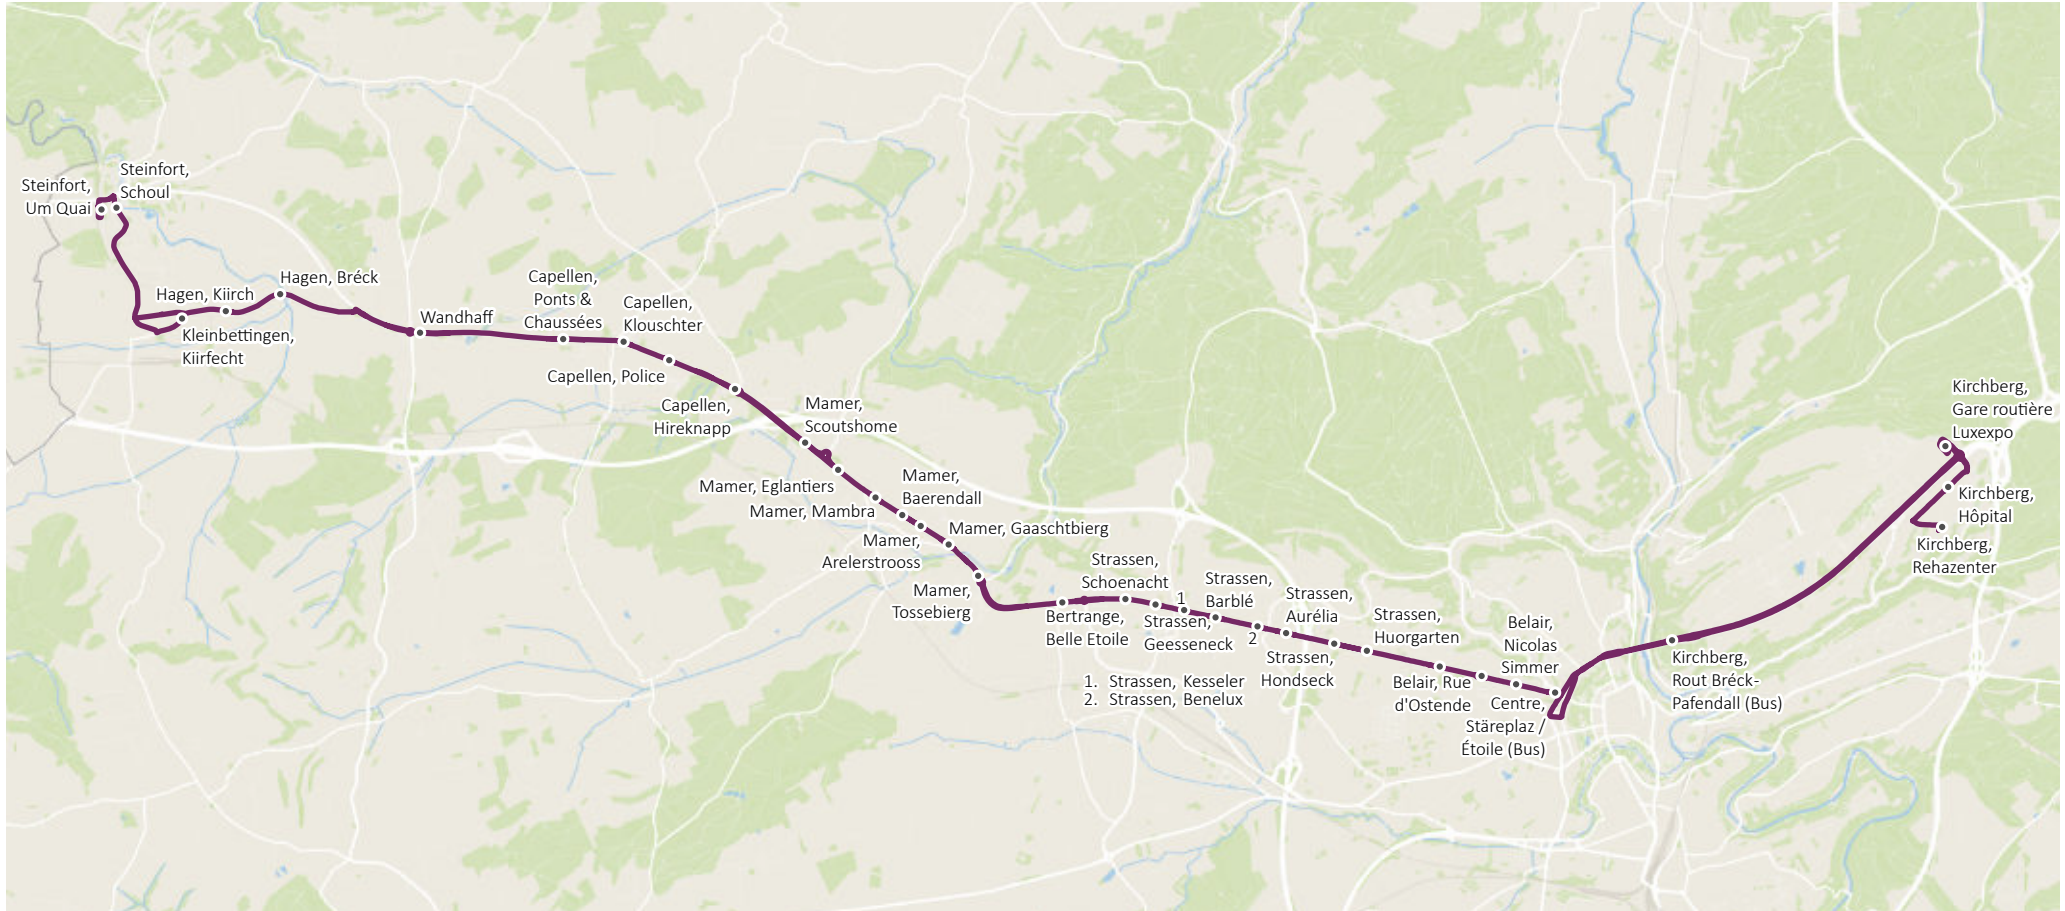 Steinfort,
Schoul
Steinfort,
Um Quai
Hagen, Bréck
Hagen, Kiirch
Kleinbettingen,
Kiirfecht
Wandhaff
Capellen,
Ponts &
Chaussées
Capellen,
Klouschter
Capellen, Police
Capellen,
Hireknapp
Mamer,
Scoutshome
Mamer, Eglantiers
Mamer, Mambra
Mamer,
Baerendall
Mamer, Gaaschtbierg
Mamer,
Arelerstrooss
Mamer,
Tossebierg
Bertrange,
Belle Etoile
Strassen,
Schoenacht
Strassen,
Geesseneck
1
Strassen,
Barblé
2
Strassen,
Aurélia
Strassen,
Hondseck
Strassen,
Huorgarten
1. Strassen, Kesseler
2. Strassen, Benelux
Belair, Rue
d'Ostende
Belair,
Nicolas
Simmer
Centre,
Stäreplaz /
Étoile (Bus)
Kirchberg,
Rout Bréck-
Pafendall (Bus)
Kirchberg,
Gare routière
Luxexpo
Kirchberg,
Hôpital
Kirchberg,
Rehazenter